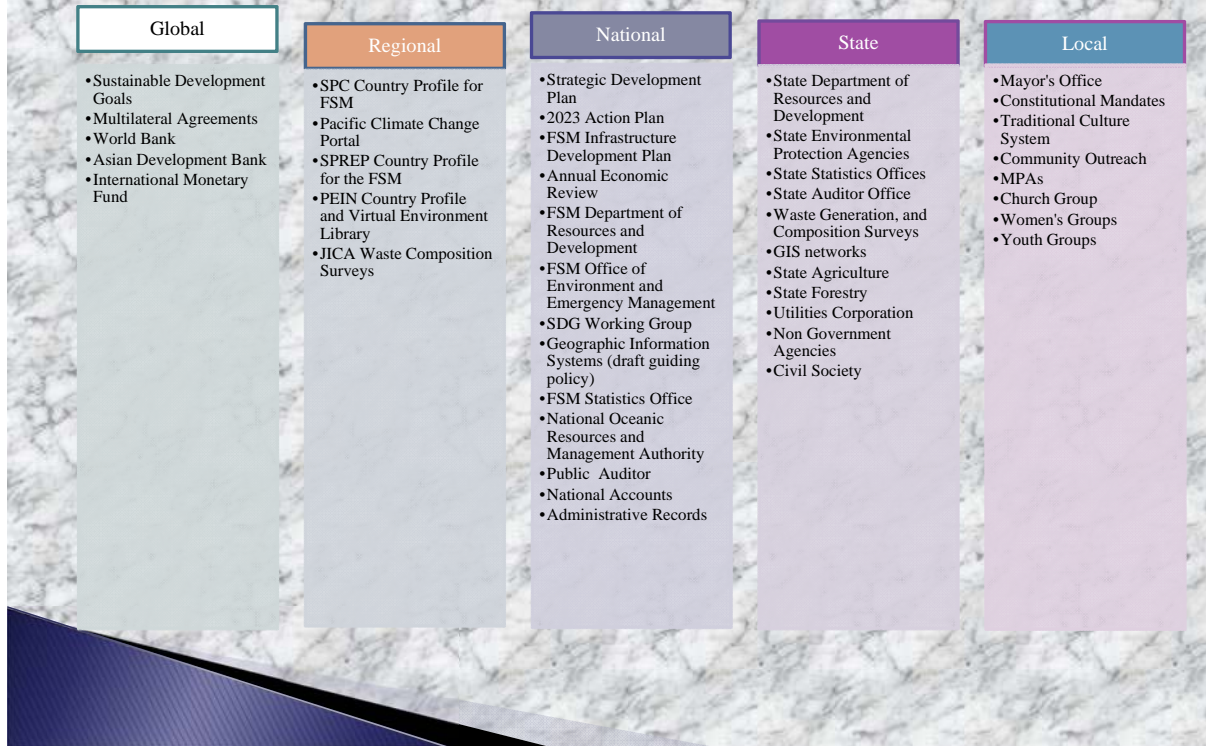 Global
•Sustainable Development
Goals
•Multilateral Agreements
•World Bank
•Asian Development Bank
•International Monetary
Fund
Regional
•SPC Country Profile for
FSM
•Pacific Climate Change
Portal
•SPREP Country Profile
for the FSM
•PEIN Country Profile
and Virtual Environment
Library
•JICA Waste Composition
Surveys
National
•Strategic Development
Plan
•2023 Action Plan
•FSM Infrastructure
Development Plan
•Annual Economic
Review
•FSM Department of
Resources and
Development
•FSM Office of
Environment and
Emergency Management
•SDG Working Group
•Geographic Information
Systems (draft guiding
policy)
•FSM Statistics Office
•National Oceanic
Resources and
Management Authority
•Public Auditor
•National Accounts
•Administrative Records
State
•State Department of
Resources and
Development
•State Environmental
Protection Agencies
•State Statistics Offices
•State Auditor Office
•Waste Generation, and
Composition Surveys
•GIS networks
•State Agriculture
•State Forestry
•Utilities Corporation
•Non Government
Agencies
•Civil Society
Local
•Mayor's Office
•Constitutional Mandates
•Traditional Culture
System
•Community Outreach
•MPAs
•Church Group
•Women's Groups
•Youth Groups